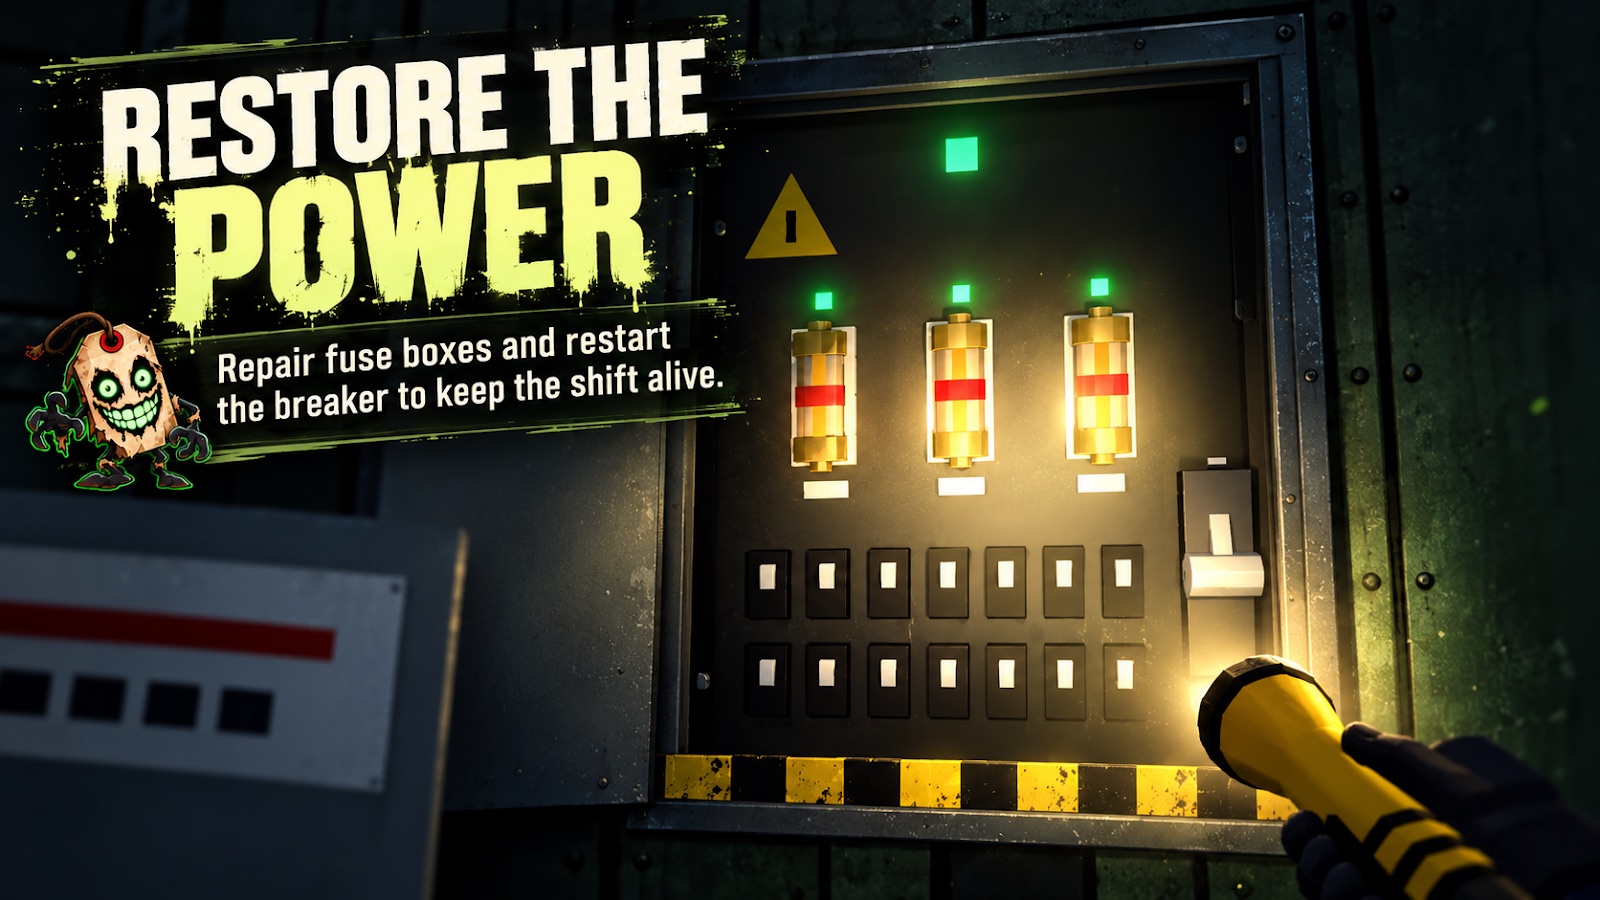 RESTORE THE
POWER
Repair fuse boxes and restart
the breaker to keep the shift alive.